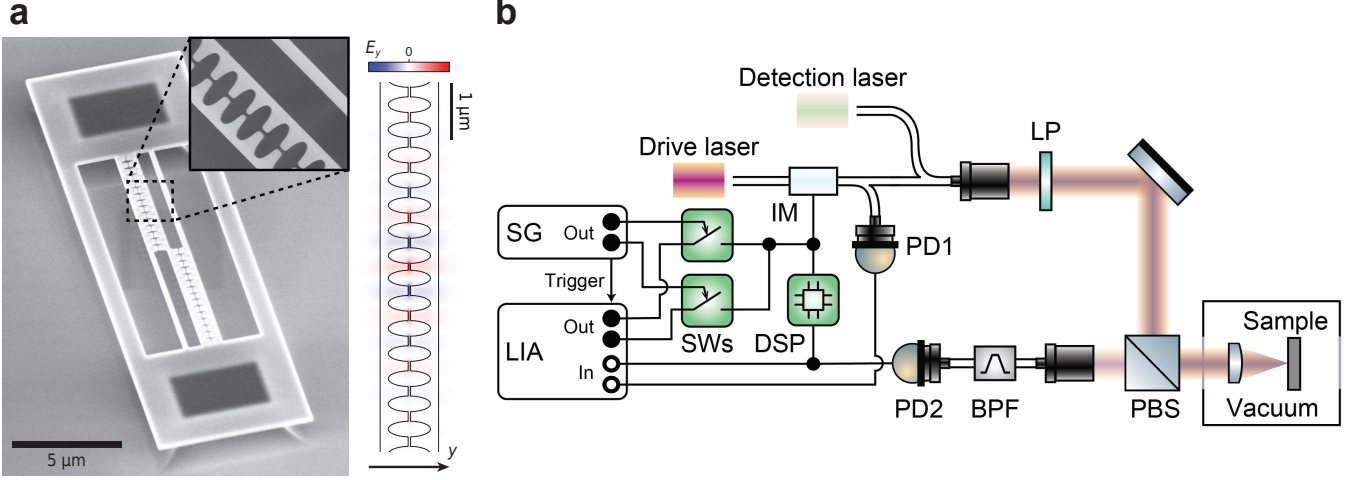 a
E_y 0
1 μm
5 μm
y
b
Detection laser
Drive laser
LP
IM
SG Out
PD1
Trigger
Out
LIA
SWs DSP
In
Sample
PD2 BPF PBS Vacuum